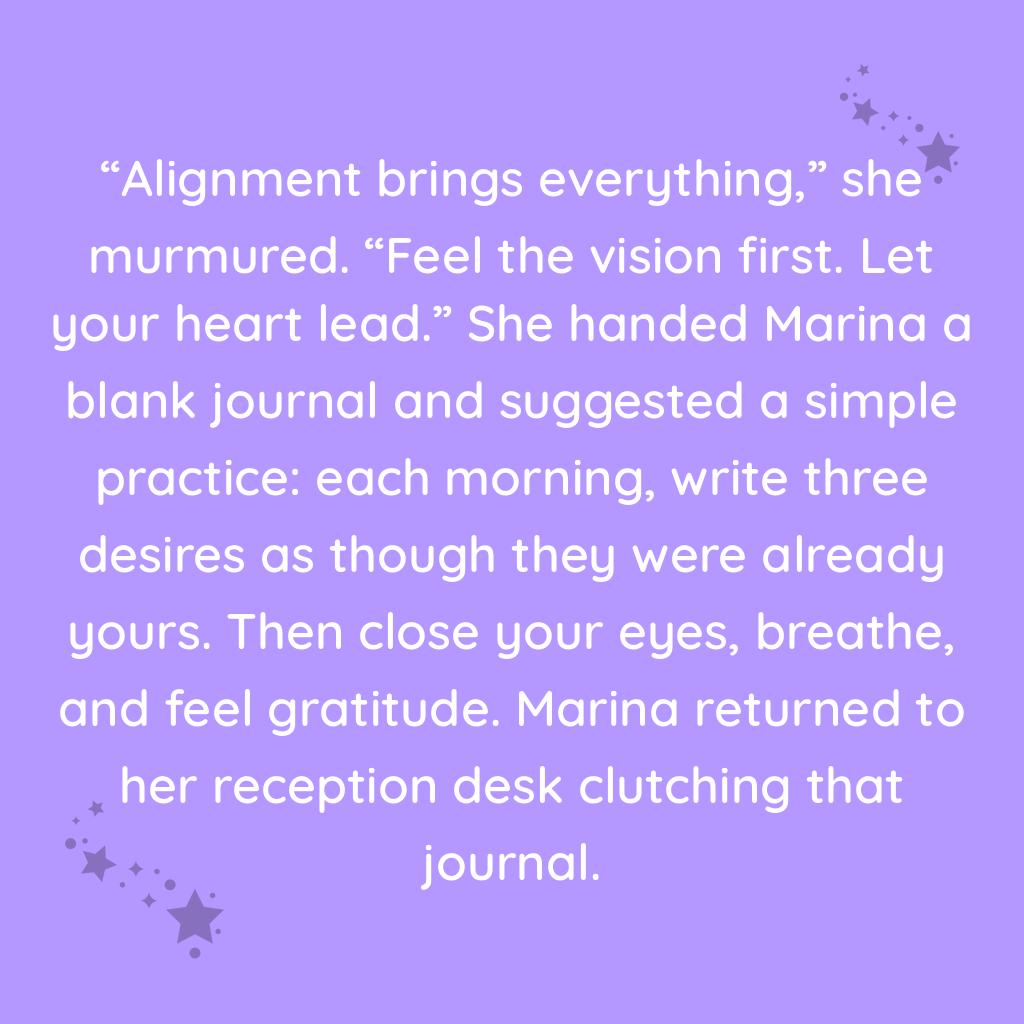 “Alignment brings everything,” she
murmured. “Feel the vision first. Let
your heart lead.” She handed Marina a
blank journal and suggested a simple
practice: each morning, write three
desires as though they were already
yours. Then close your eyes, breathe,
and feel gratitude. Marina returned to
her reception desk clutching that
journal.